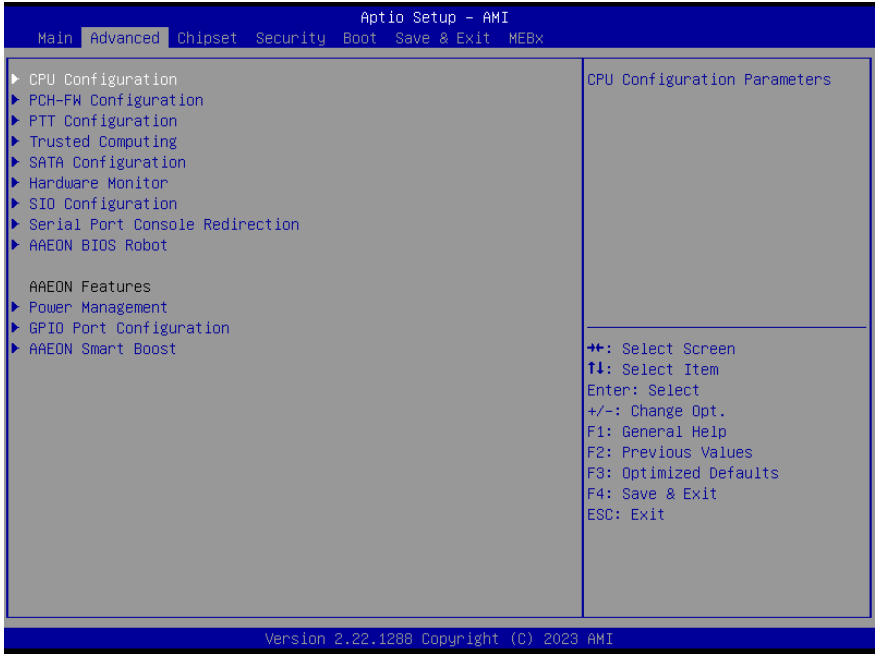 Aptio Setup – AMI
Main Advanced Chipset Security Boot Save & Exit MEBx
▶ CPU Configuration
▶ PCH-FW Configuration
▶ PTT Configuration
▶ Trusted Computing
▶ SATA Configuration
▶ Hardware Monitor
▶ SIO Configuration
▶ Serial Port Console Redirection
▶ AAEON BIOS Robot
AAEON Features
▶ Power Management
▶ GPIO Port Configuration
▶ AAEON Smart Boost
CPU Configuration Parameters
→←: Select Screen
↑↓: Select Item
Enter: Select
+/-: Change Opt.
F1: General Help
F2: Previous Values
F3: Optimized Defaults
F4: Save & Exit
ESC: Exit
Version 2.22.1288 Copyright (C) 2023 AMI